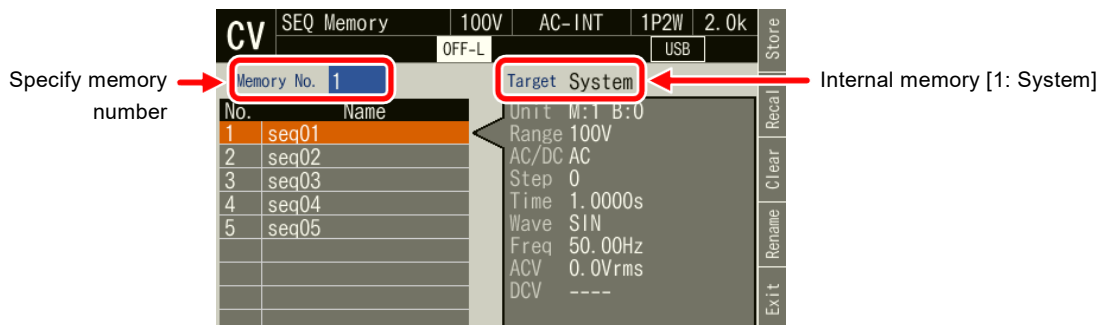 CV SEQ Memory 100V AC-INT 1P2W 2.0k
OFF-L USB
Specify memory
number
Memory No. 1
Target System
Internal memory [1: System]
No. Name
1 seq01
2 seq02
3 seq03
4 seq04
5 seq05
Unit M:1 B:0
Range 100V
AC/DC AC
Step 0
Time 1.0000s
Wave SIN
Freq 50.00Hz
ACV 0.0Vrms
DCV ----
Store
Recal
Clear
Rename
Exit